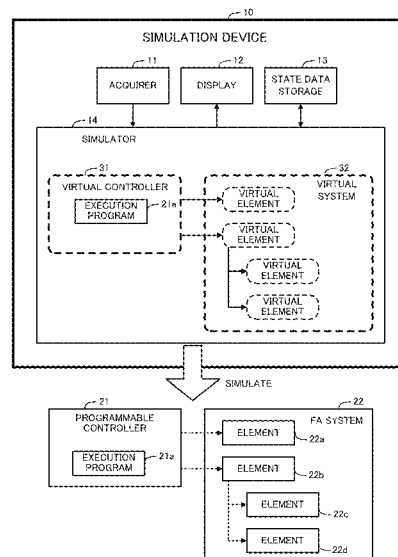 10
SIMULATION DEVICE
11
12
13
ACQUIRER
DISPLAY
STATE DATA
STORAGE
14
SIMULATOR
31
32
VIRTUAL CONTROLLER
VIRTUAL
SYSTEM
EXECUTION
PROGRAM
21a
VIRTUAL
ELEMENT
VIRTUAL
ELEMENT
VIRTUAL
ELEMENT
VIRTUAL
ELEMENT
SIMULATE
21
22
PROGRAMMABLE
CONTROLLER
FA SYSTEM
EXECUTION
PROGRAM
21a
ELEMENT
22a
ELEMENT
22b
ELEMENT
22c
ELEMENT
22d